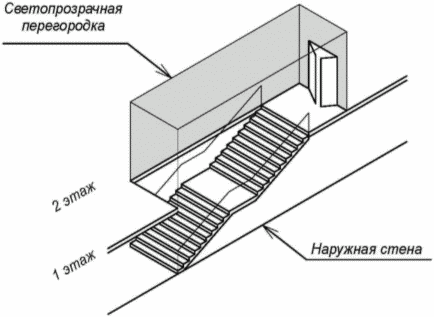 Светопрозрачная
перегородка
2 этаж
1 этаж
Наружная стена